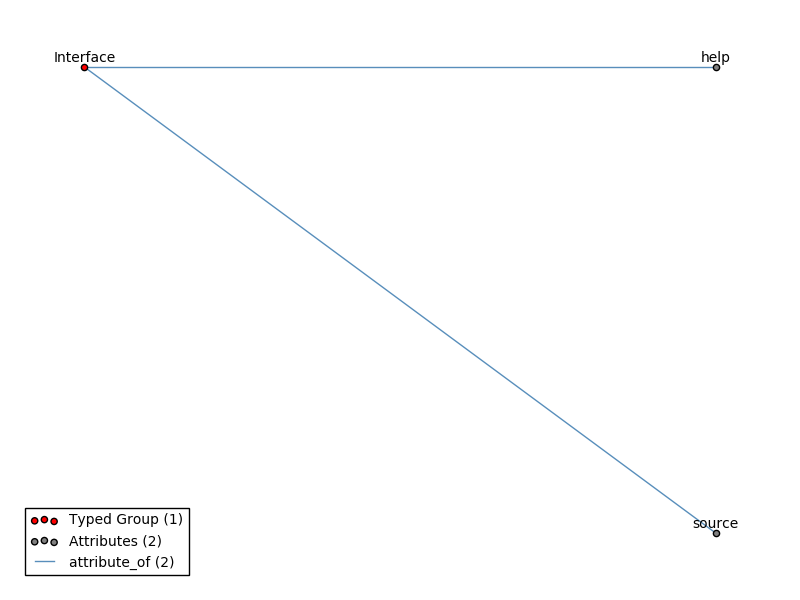 Interface
help
source
Typed Group (1)
Attributes (2)
attribute_of (2)